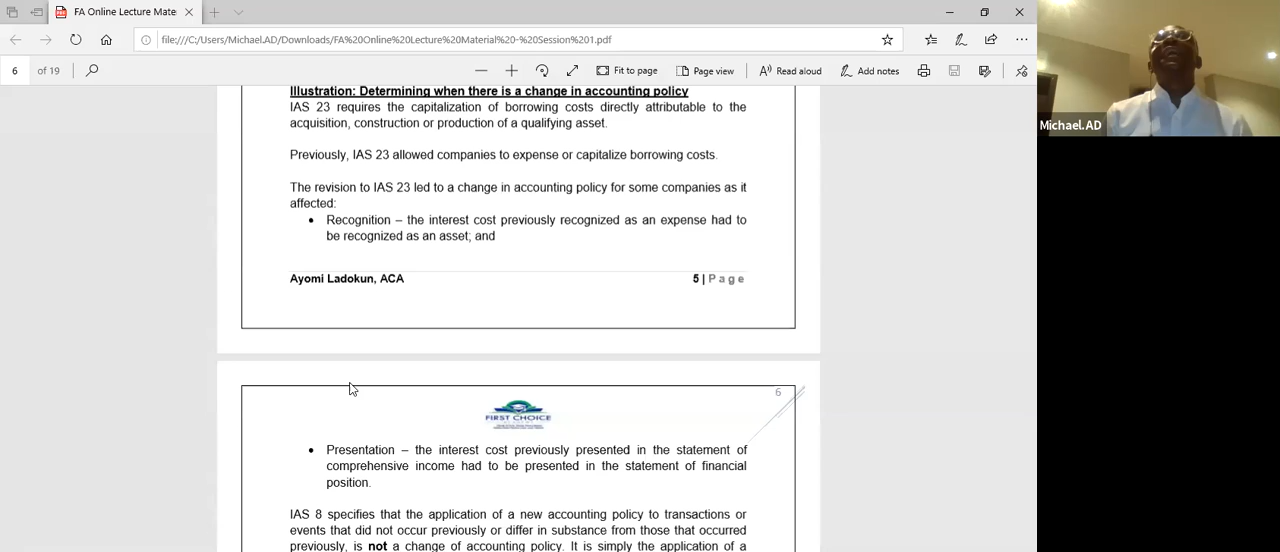 FA Online Lecture Mate
file:///C:/Users/Michael.AD/Downloads/FA%20Online%20Lecture%20Material%20-%20Session%201.pdf
6 of 19
Fit to page
Page view
Read aloud
Add notes
Michael.AD
Illustration: Determining when there is a change in accounting policy
IAS 23 requires the capitalization of borrowing costs directly attributable to the
acquisition, construction or production of a qualifying asset.
Previously, IAS 23 allowed companies to expense or capitalize borrowing costs.
The revision to IAS 23 led to a change in accounting policy for some companies as it
affected:
• Recognition – the interest cost previously recognized as an expense had to
be recognized as an asset; and
Ayomi Ladokun, ACA 5 | Page
6
FIRST CHOICE
• Presentation – the interest cost previously presented in the statement of
comprehensive income had to be presented in the statement of financial
position.
IAS 8 specifies that the application of a new accounting policy to transactions or
events that did not occur previously or differ in substance from those that occurred
previously, is not a change of accounting policy. It is simply the application of a